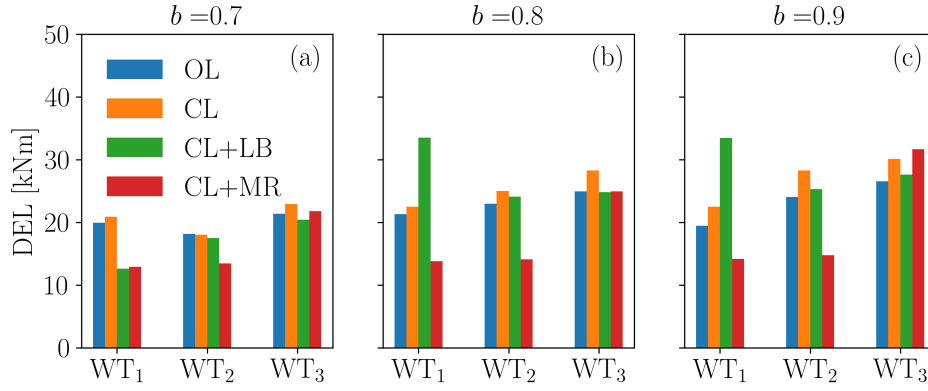 b =0.7
b =0.8
b =0.9
DEL [kNm]
50
40
30
20
10
0
(a)
(b)
(c)
OL
CL
CL+LB
CL+MR
WT₁ WT₂ WT₃
WT₁ WT₂ WT₃
WT₁ WT₂ WT₃